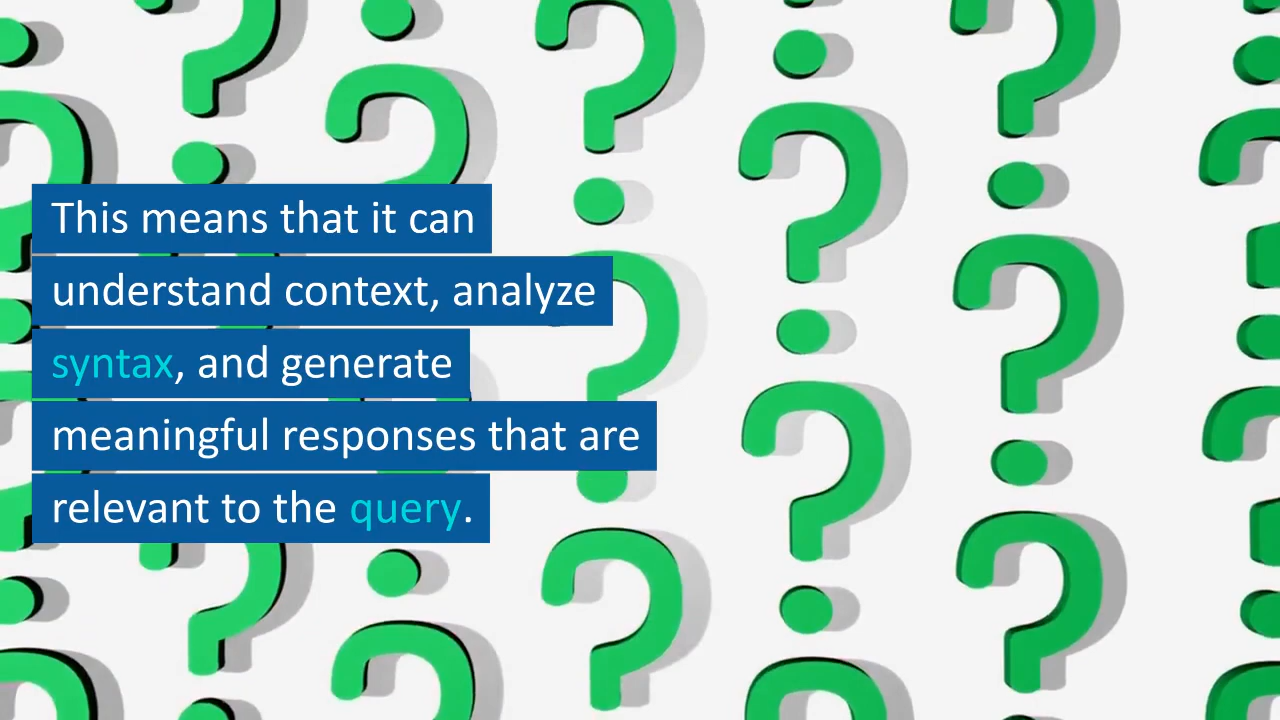 This means that it can
understand context, analyze
syntax, and generate
meaningful responses that are
relevant to the query.